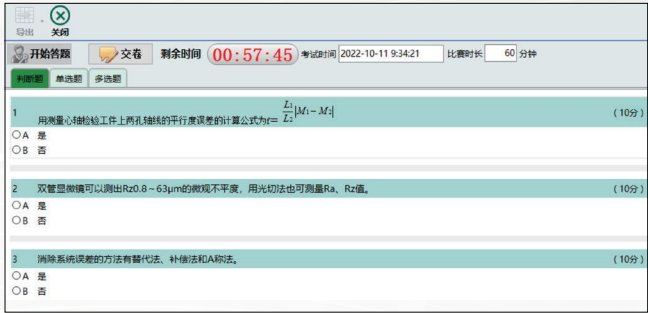 导出 关闭
开始答题 交卷 剩余时间 00:57:45 考试时间 2022-10-11 9:34:21 比赛时长 60 分钟
判断题 单选题 多选题
1 用测量心轴检验工件上两孔轴线的平行度误差的计算公式为f= L₁/L₂|M₁−M₂| (10分)
A 是
B 否
2 双管显微镜可以测出Rz0.8~63μm的微观不平度，用光切法也可测量Ra、Rz值。 (10分)
A 是
B 否
3 消除系统误差的方法有替代法、补偿法和A称法。 (10分)
A 是
B 否